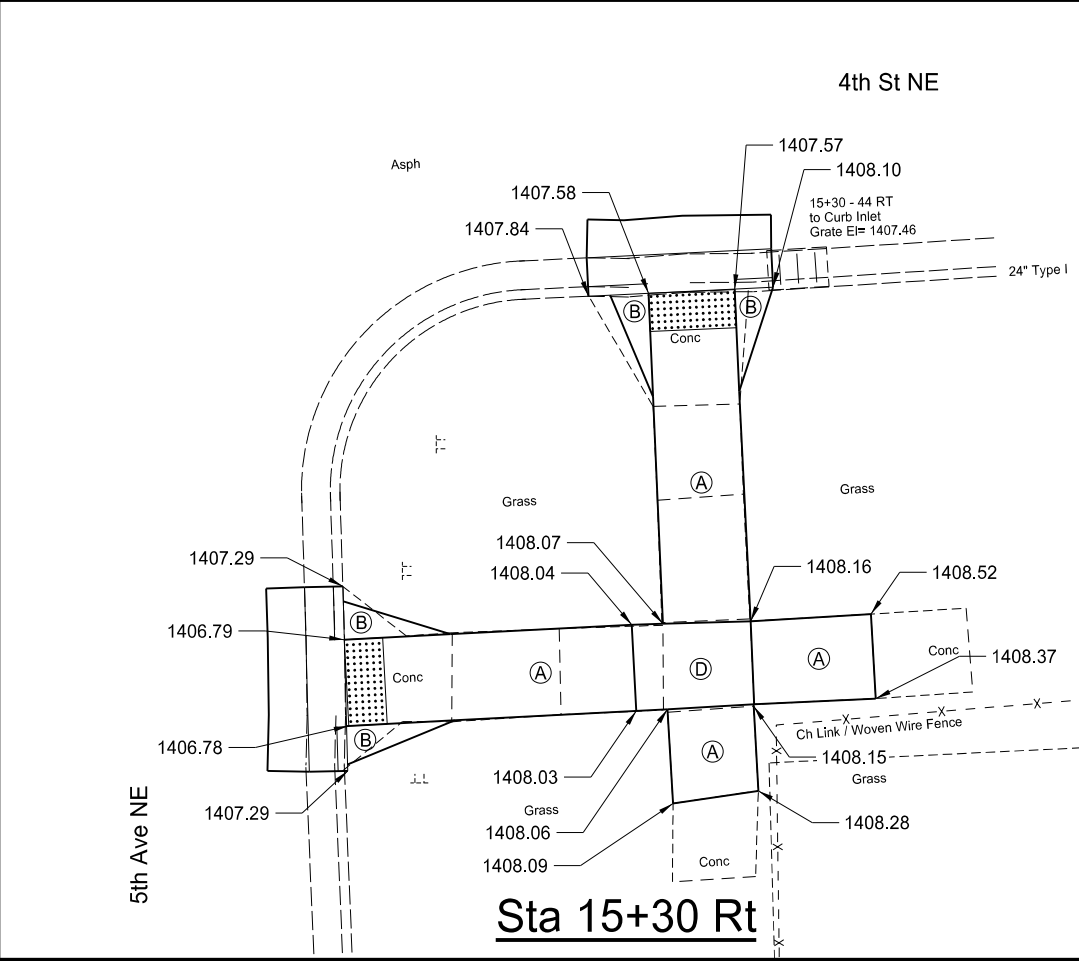 4th St NE
1407.57
Asph
1408.10
1407.58
15+30 - 44 RT
to Curb Inlet
Grate El= 1407.46
1407.84
24" Type I
B
B
Conc
A
Grass
Grass
1408.07
1407.29
1408.04
1408.16
1408.52
B
1406.79
Conc
1408.37
Conc
A
D
A
X
X
X
Ch Link / Woven Wire Fence
B
1406.78
A
1408.15
1408.03
Grass
1407.29
Grass
1408.28
1408.06
X
1408.09
Conc
5th Ave NE
Sta 15+30 Rt
X